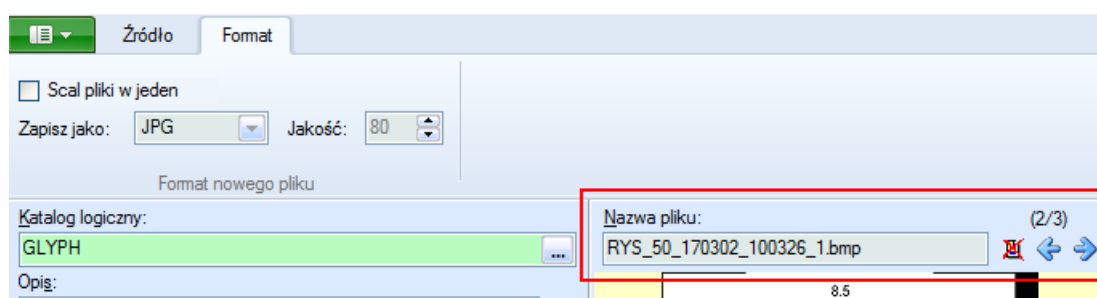 Źródło Format
Scal pliki w jeden
Zapisz jako: JPG Jakość: 80
Format nowego pliku
Katalog logiczny:
GLYPH ...
Opis:
Nazwa pliku: (2/3)
RYS_50_170302_100326_1.bmp
8.5